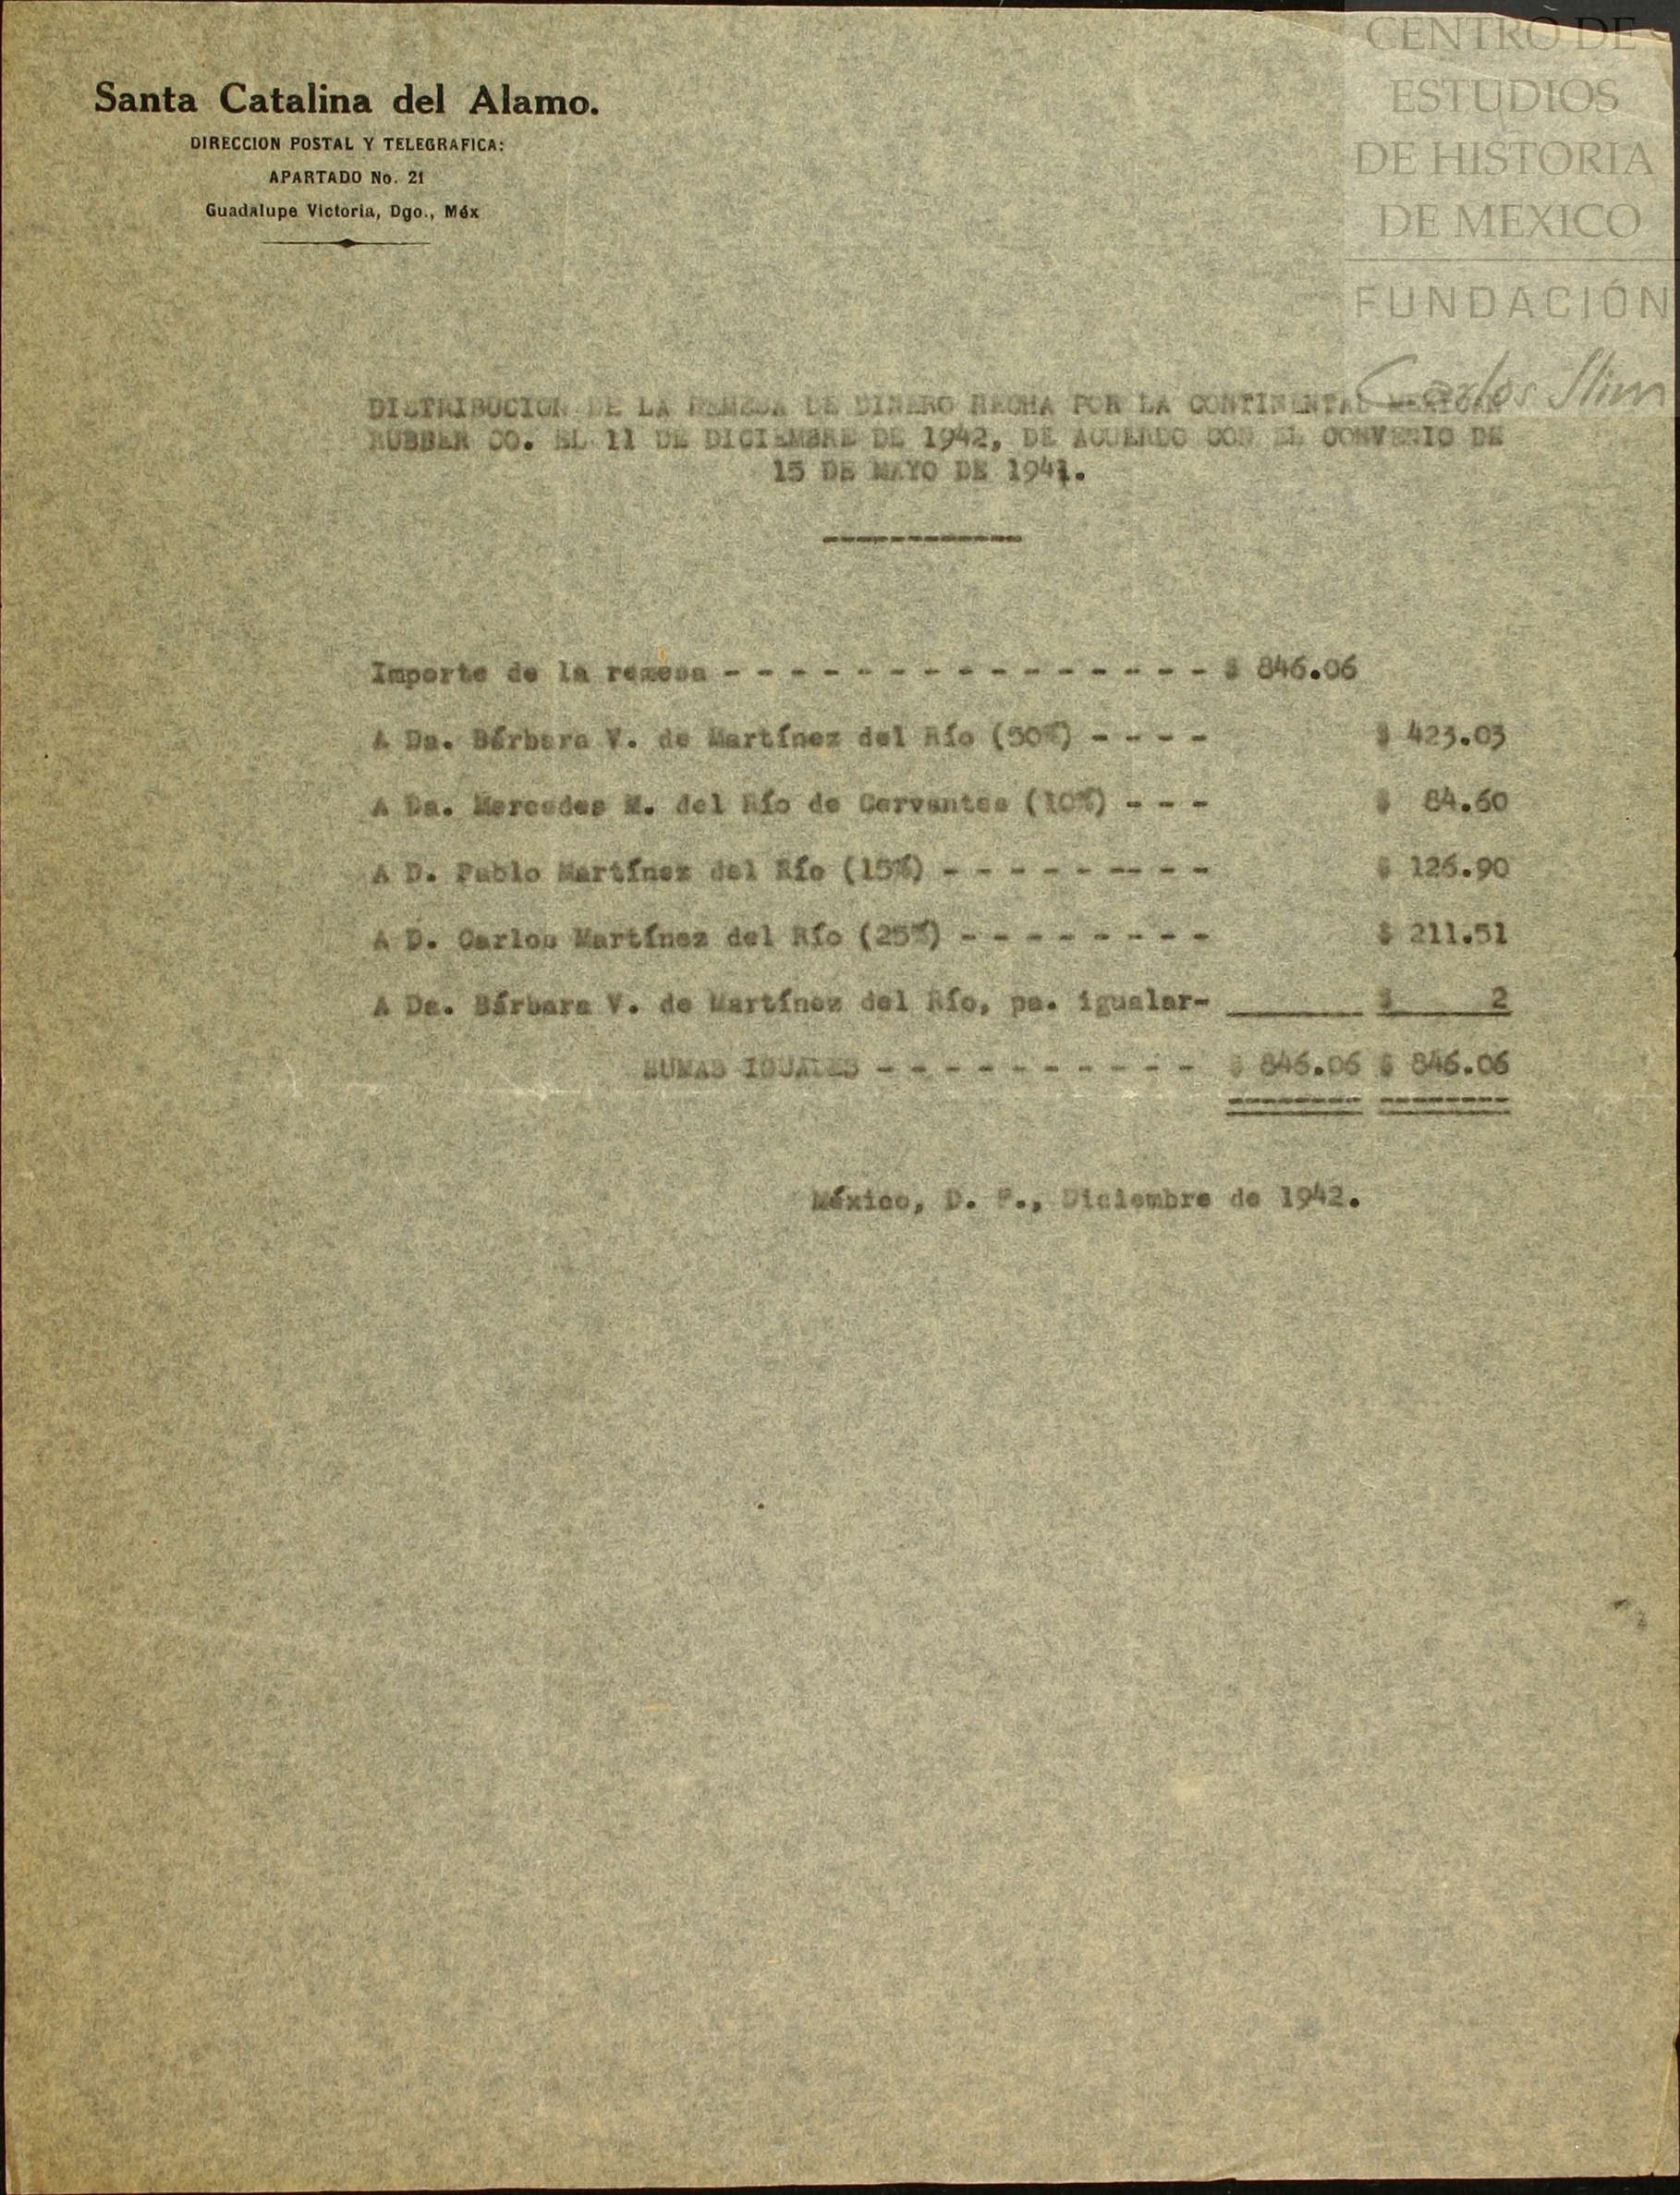 CENTRO DE
ESTUDIOS
DE HISTORIA
DE MEXICO
FUNDACIÓN
Carlos Slim
Santa Catalina del Alamo.
DIRECCION POSTAL Y TELEGRAFICA:
APARTADO No. 21
Guadalupe Victoria, Dgo., Méx
DISTRIBUCION DE LA REMESA DE DINERO HECHA POR LA CONTINENTAL MEXICAN
RUBBER CO. EL 11 DE DICIEMBRE DE 1942, DE ACUERDO CON EL CONVENIO DE
15 DE MAYO DE 1941.
------------
Importe de la remesa - - - - - - - - - - - - - - - $ 846.06
A Da. Bárbara V. de Martínez del Río (50%) - - - - $ 423.03
A Da. Mercedes M. del Río de Cervantes (10%) - - - $ 84.60
A D. Pablo Martínez del Río (15%) - - - - - -- - - $ 126.90
A D. Carlos Martínez del Río (25%) - - - - - - - - $ 211.51
A Da. Bárbara V. de Martínez del Río, pa. igualar- ________ $ 2
SUMAS IGUALES - - - - - - - - - - $ 846.06 $ 846.06
México, D. F., Diciembre de 1942.